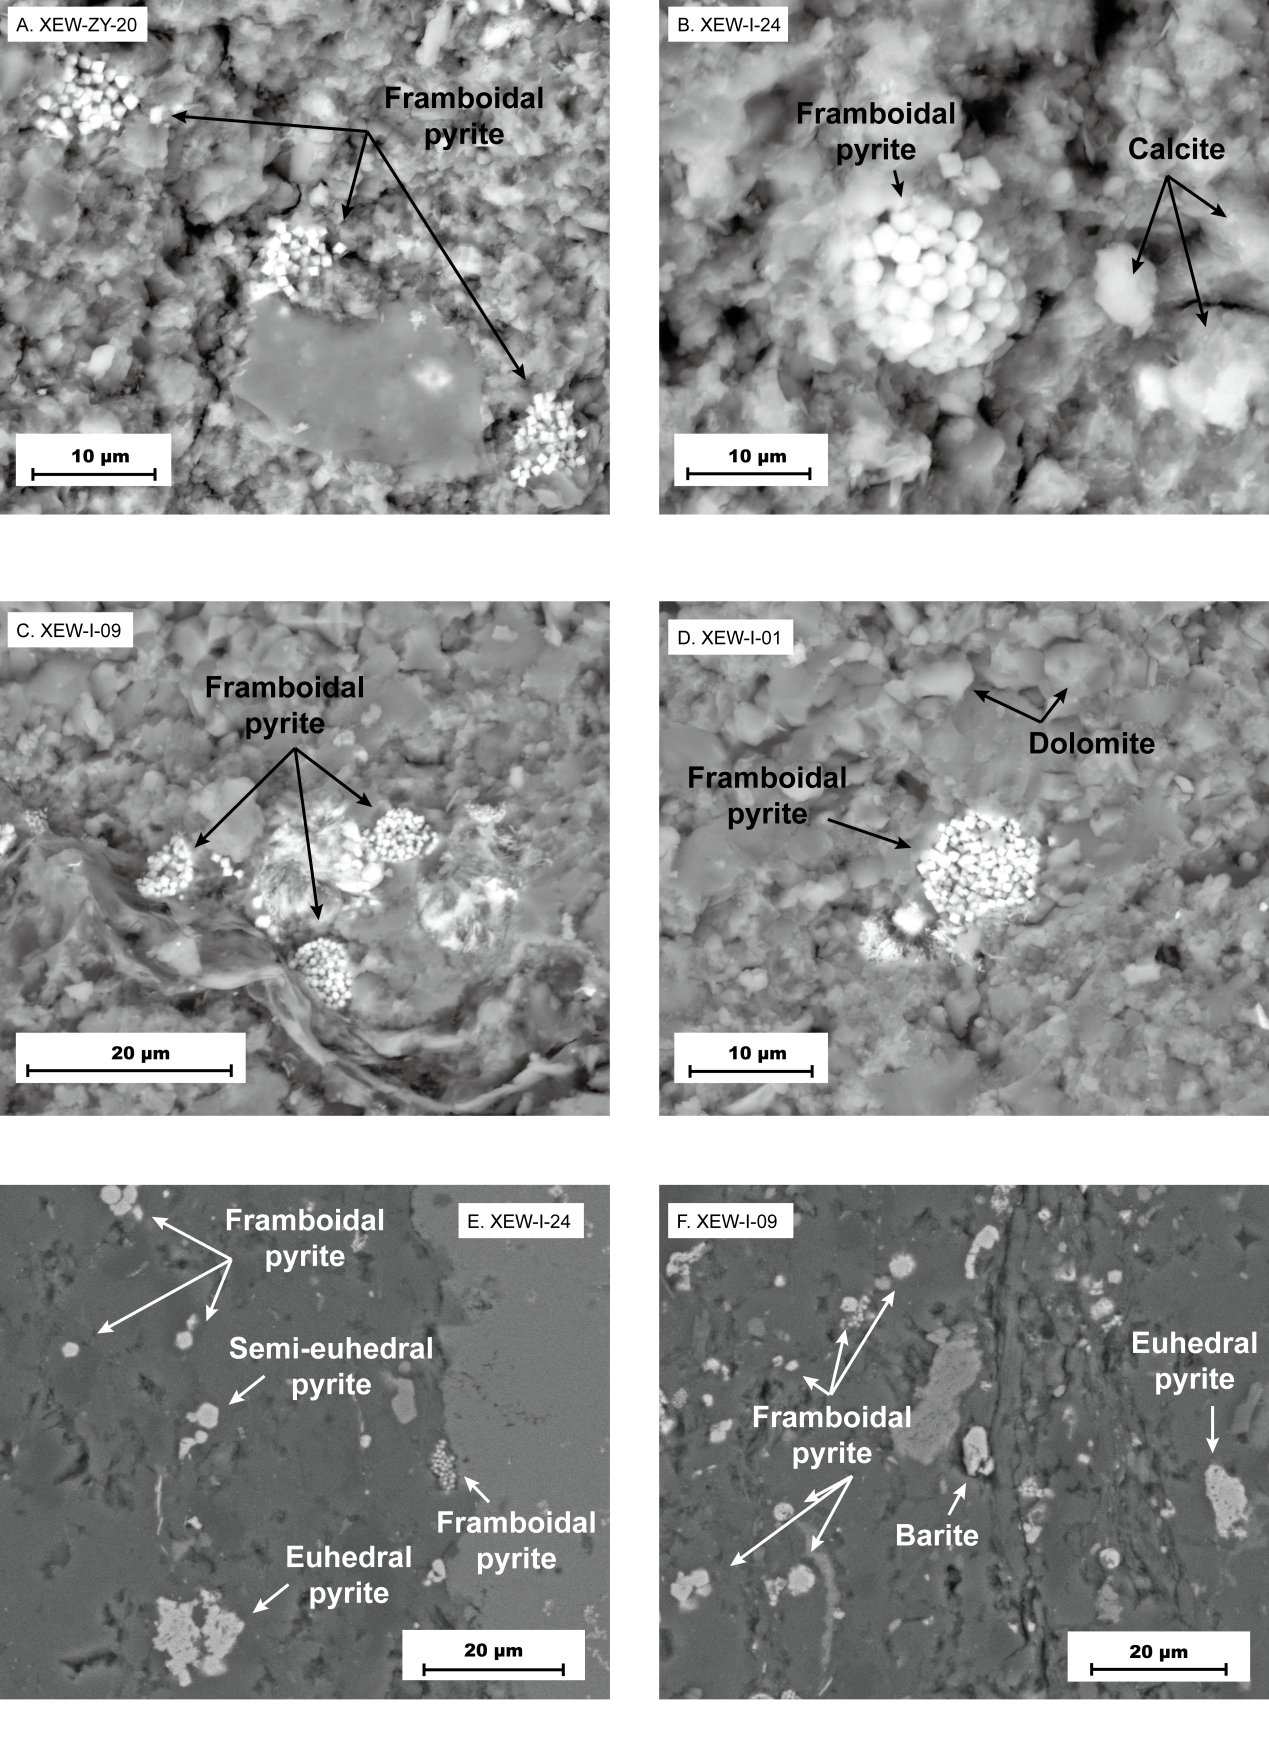 A. XEW-ZY-20
Framboidal
pyrite
10 µm
B. XEW-I-24
Framboidal
pyrite
Calcite
10 µm
C. XEW-I-09
Framboidal
pyrite
20 µm
D. XEW-I-01
Dolomite
Framboidal
pyrite
10 µm
E. XEW-I-24
Framboidal
pyrite
Semi-euhedral
pyrite
Framboidal
pyrite
Euhedral
pyrite
20 µm
F. XEW-I-09
Euhedral
pyrite
Framboidal
pyrite
Barite
20 µm